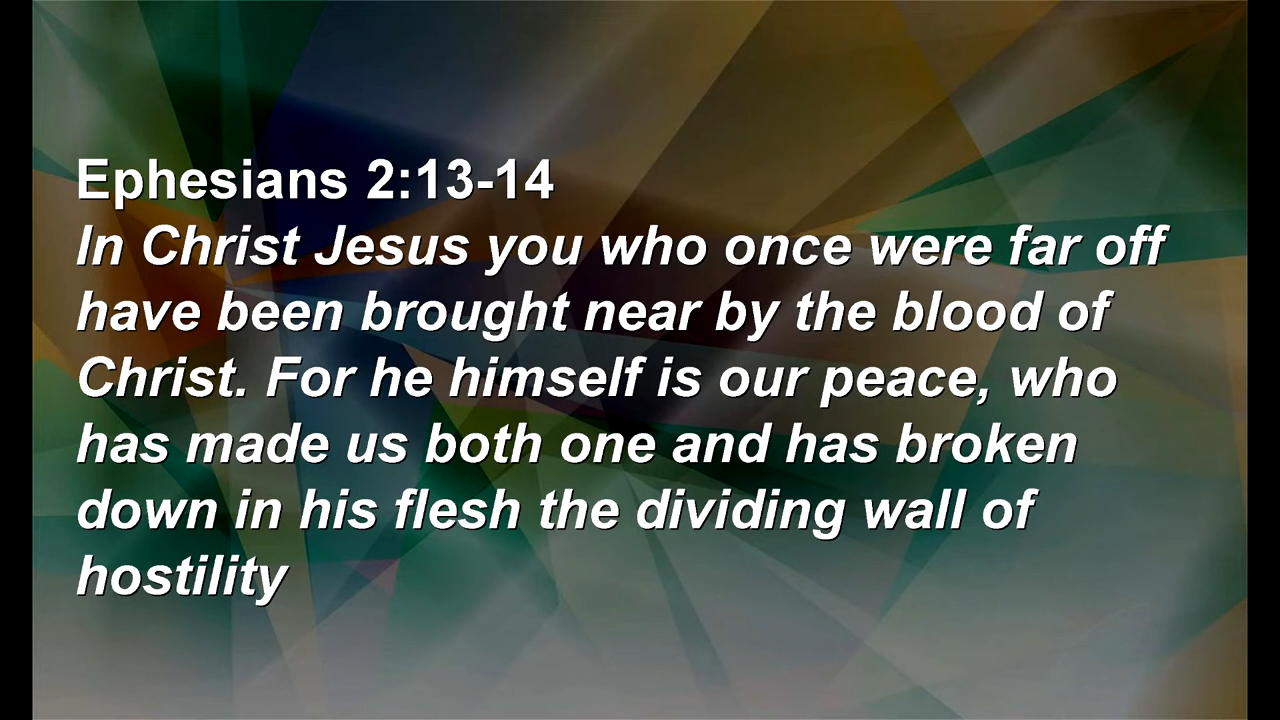 Ephesians 2:13-14
In Christ Jesus you who once were far off
have been brought near by the blood of
Christ. For he himself is our peace, who
has made us both one and has broken
down in his flesh the dividing wall of
hostility